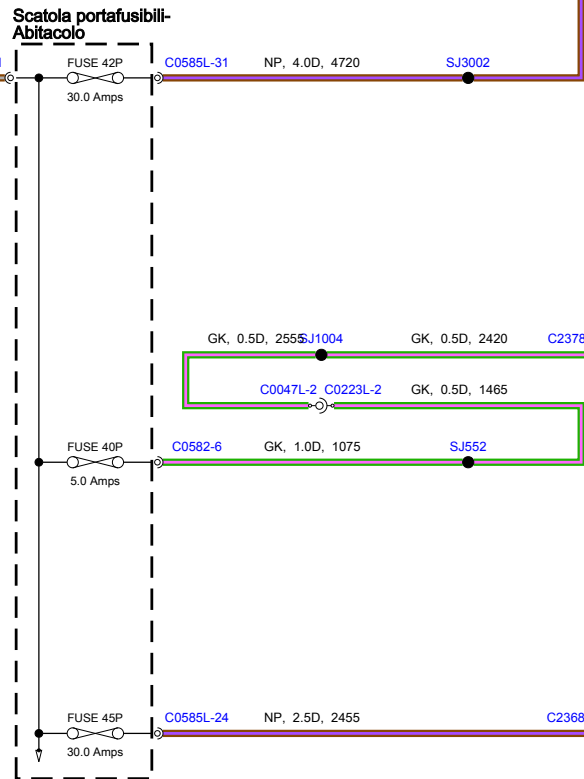 Scatola portafusibili-
Abitacolo
FUSE 42P
C0585L-31
NP, 4.0D, 4720
SJ3002
30.0 Amps
GK, 0.5D, 2555
SJ1004
GK, 0.5D, 2420
C2378
C0047L-2
C0223L-2
GK, 0.5D, 1465
FUSE 40P
C0582-6
GK, 1.0D, 1075
SJ552
5.0 Amps
FUSE 45P
C0585L-24
NP, 2.5D, 2455
C2368
30.0 Amps